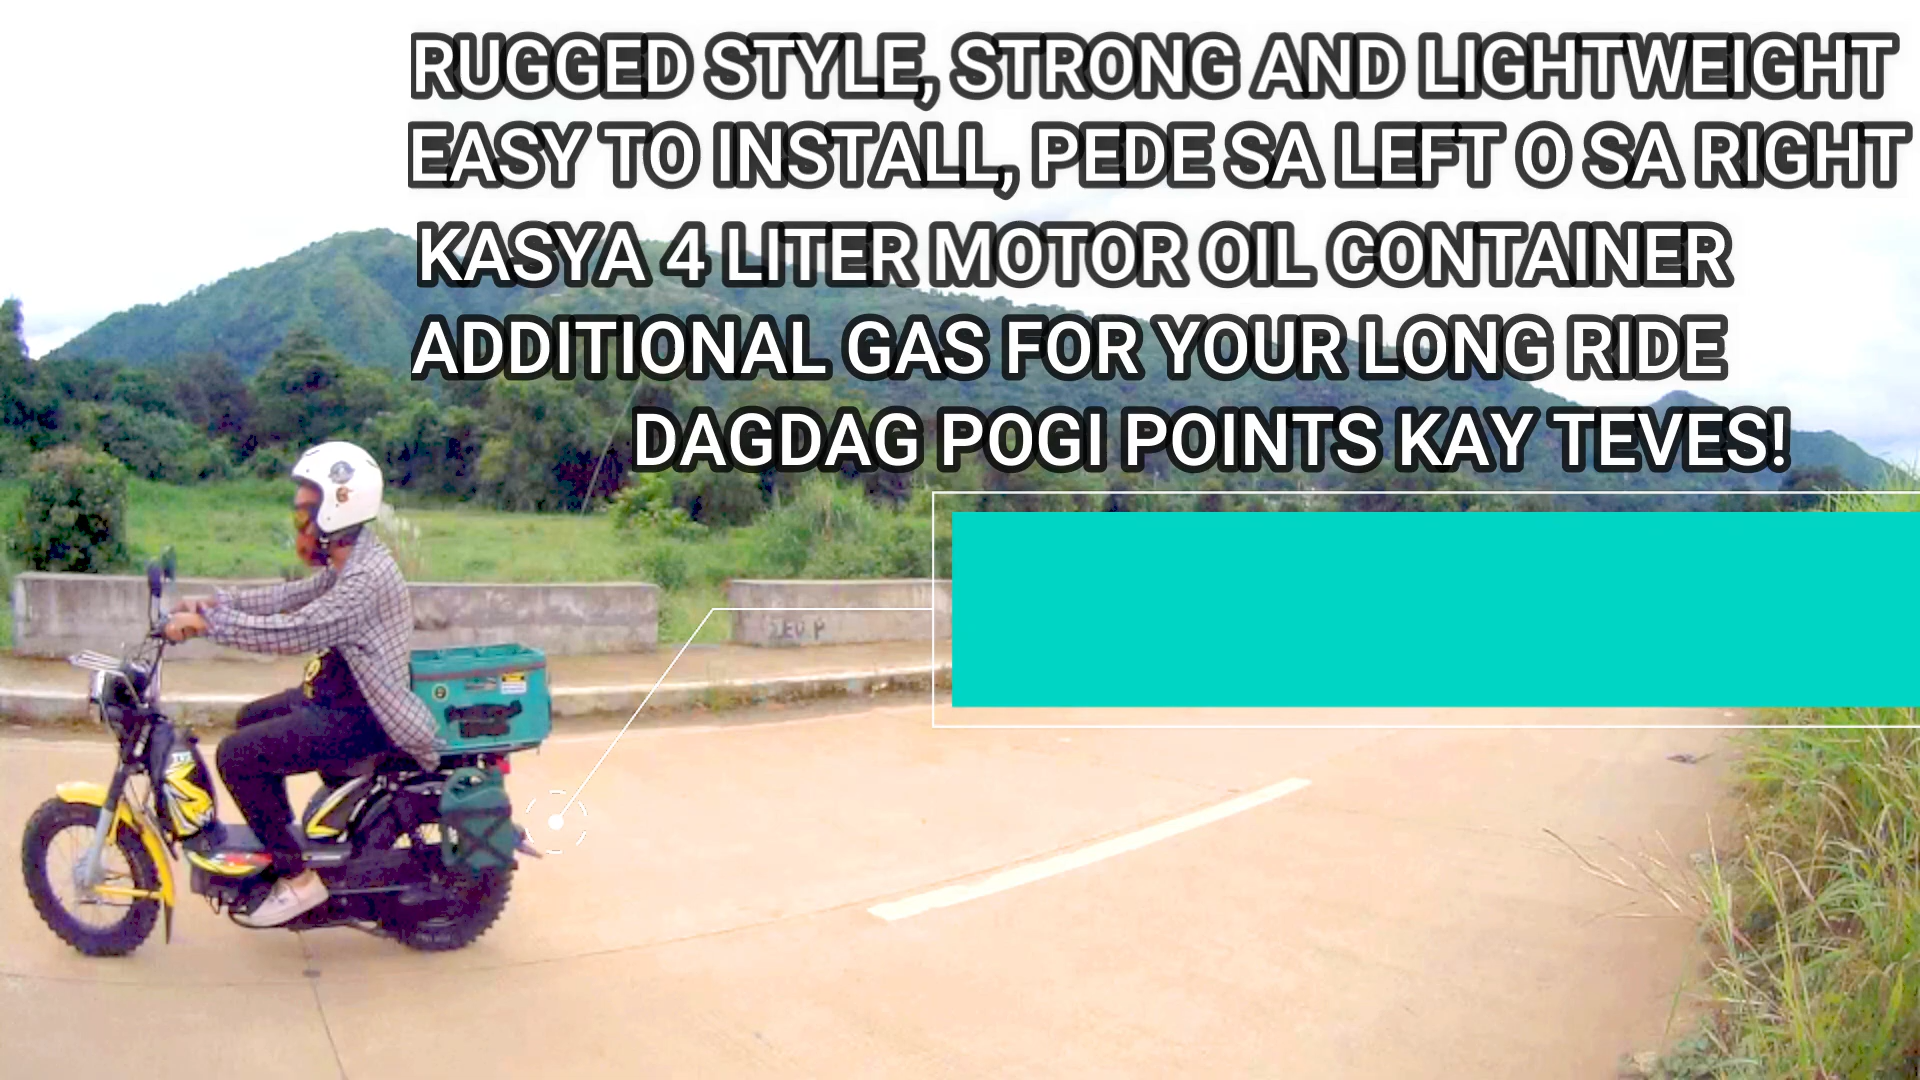 RUGGED STYLE, STRONG AND LIGHTWEIGHT
EASY TO INSTALL, PEDE SA LEFT O SA RIGHT
KASYA 4 LITER MOTOR OIL CONTAINER
ADDITIONAL GAS FOR YOUR LONG RIDE
DAGDAG POGI POINTS KAY TEVES!